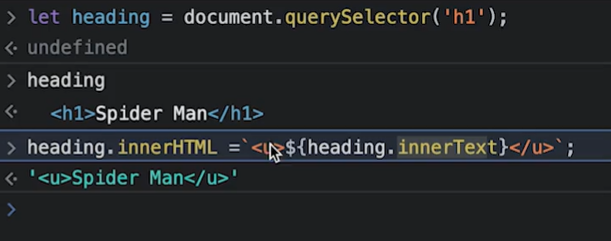 > let heading = document.querySelector('h1');
<· undefined
> heading
<· <h1>Spider Man</h1>
> heading.innerHTML =`<u>${heading.innerText}</u>`;
<· '<u>Spider Man</u>'
>